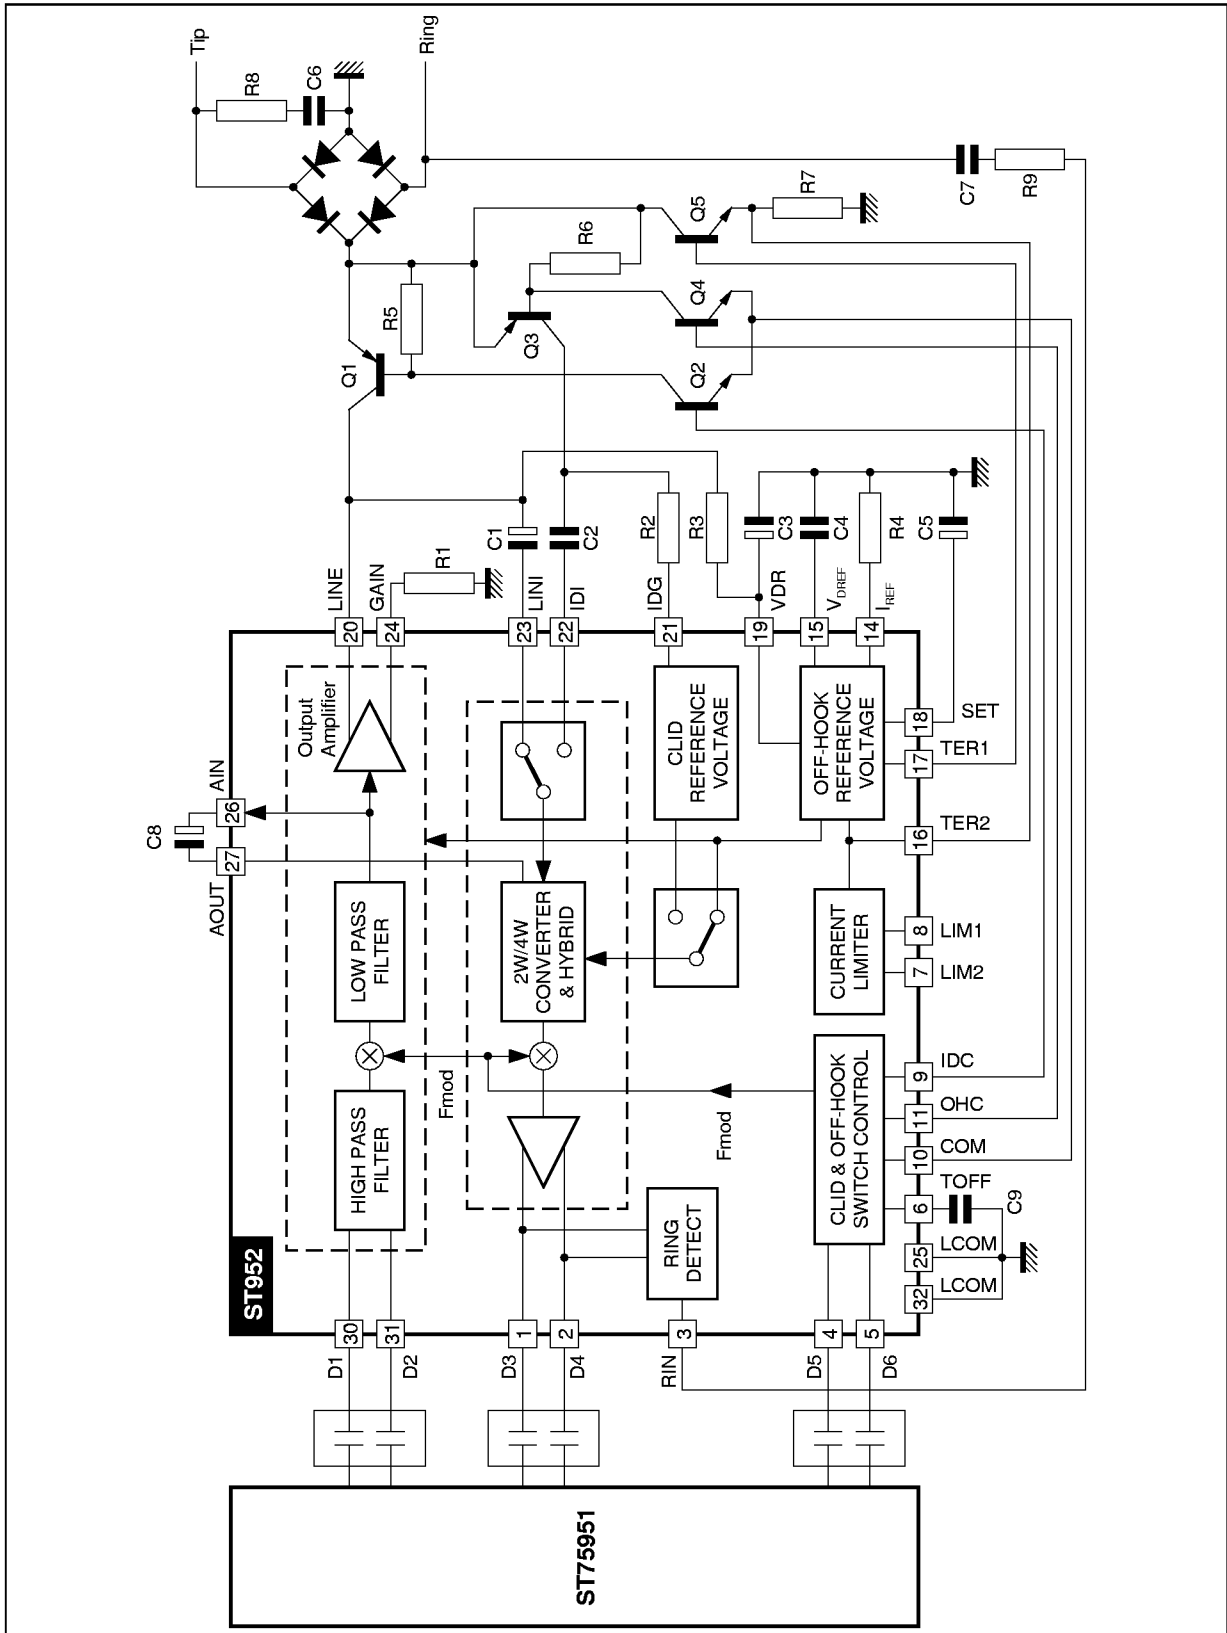 Tip
R8
C6
Ring
C7
R9
R7
Q5
R6
Q4
Q3
R5
Q1
Q2
C1
C2
R2
R3
C3
C4
R4
C5
R1
LINE
GAIN
LINI
IDI
IDG
VDR
VDREF
IREF
20
24
23
22
21
19
15
14
C8
AIN
26
27
AOUT
Output
Amplifier
LOW PASS
FILTER
HIGH PASS
FILTER
Fmod
2W/4W
CONVERTER
& HYBRID
CLID
REFERENCE
VOLTAGE
OFF-HOOK
REFERENCE
VOLTAGE
CURRENT
LIMITER
CLID & OFF-HOOK
SWITCH CONTROL
Fmod
RING
DETECT
18
SET
17
TER1
16
TER2
8
LIM1
7
LIM2
9
IDC
11
OHC
10
COM
6
TOFF
C9
25
LCOM
32
LCOM
ST952
30
31
1
2
3
4
5
D1
D2
D3
D4
RIN
D5
D6
ST75951